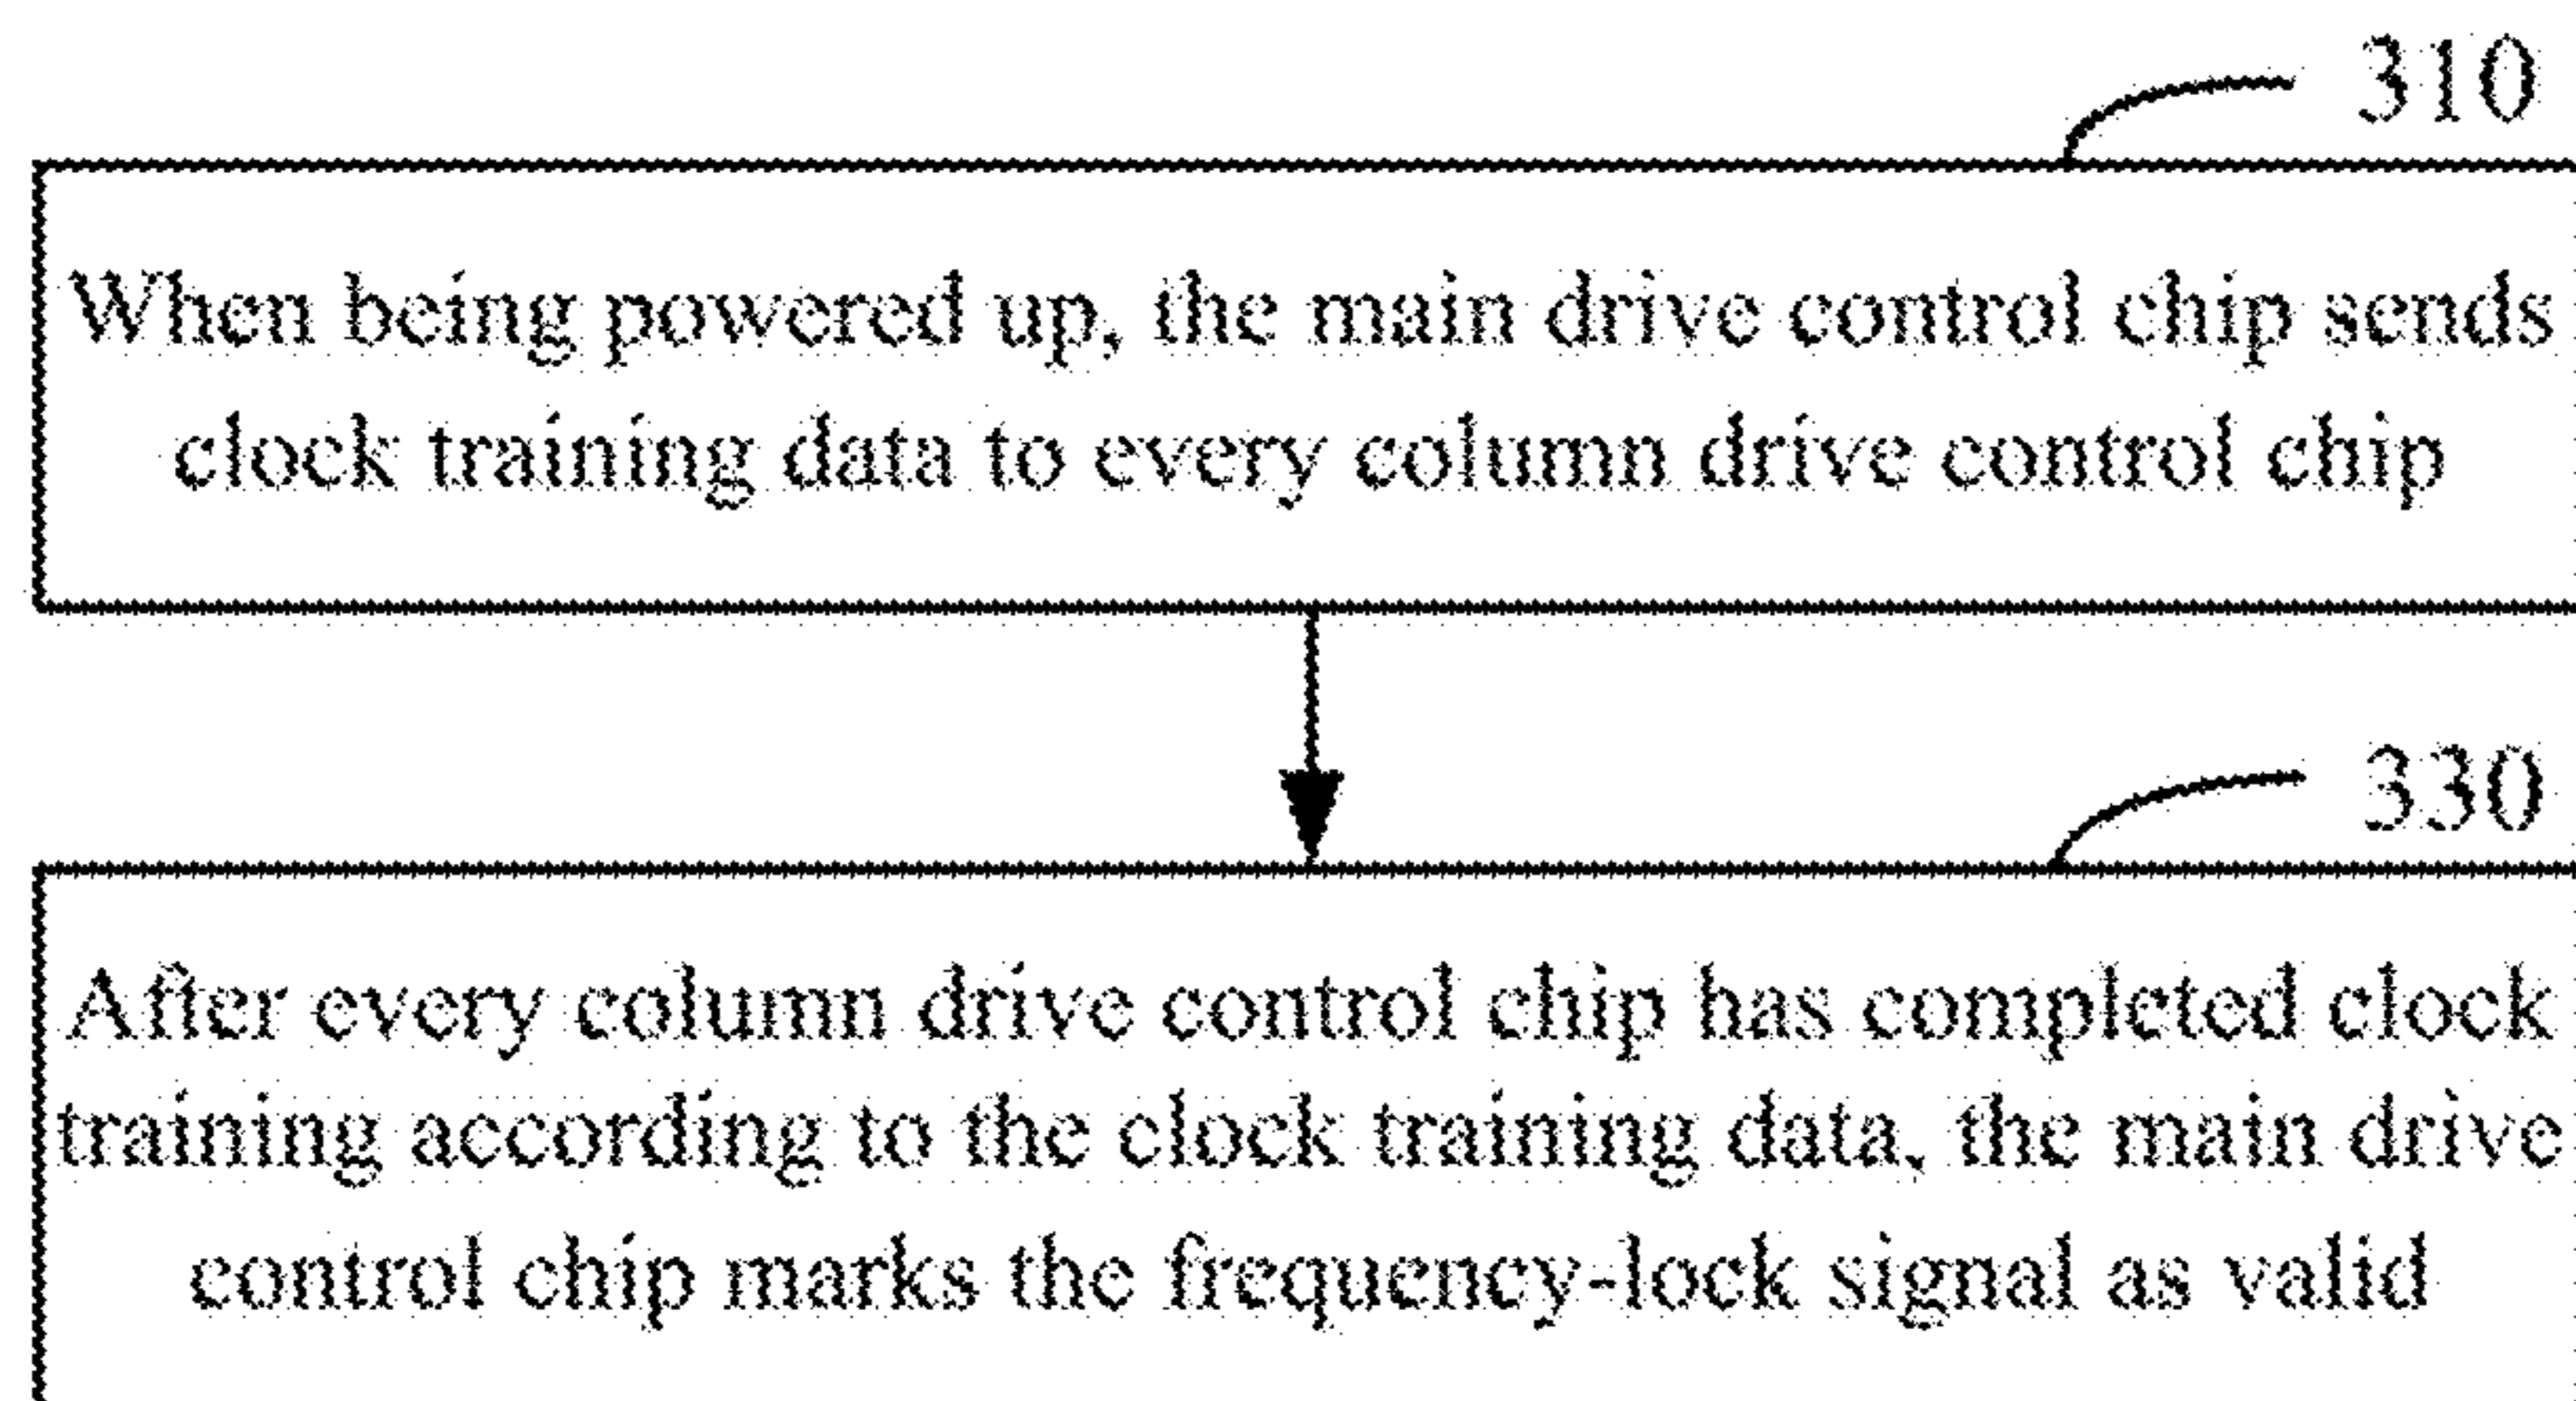 310
When being powered up, the main drive control chip sends
clock training data to every column drive control chip
330
After every column drive control chip has completed clock
training according to the clock training data, the main drive
control chip marks the frequency-lock signal as valid